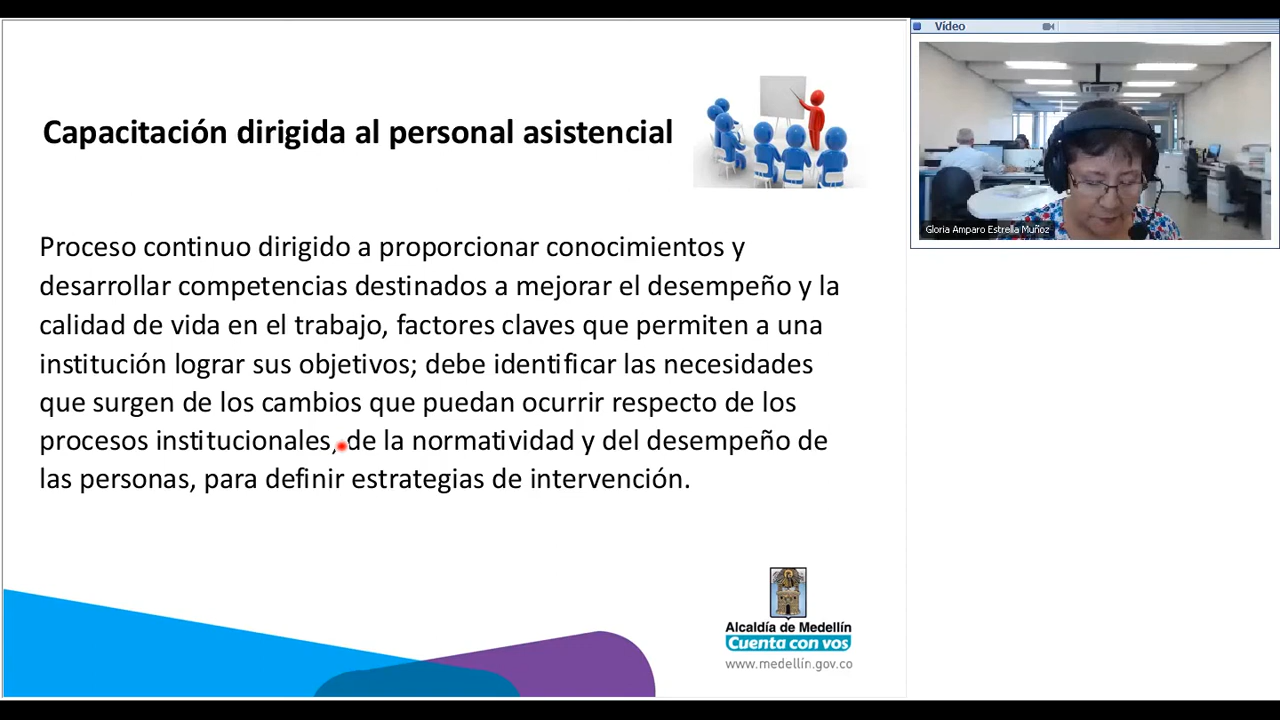 Capacitación dirigida al personal asistencial
Proceso continuo dirigido a proporcionar conocimientos y
desarrollar competencias destinados a mejorar el desempeño y la
calidad de vida en el trabajo, factores claves que permiten a una
institución lograr sus objetivos; debe identificar las necesidades
que surgen de los cambios que puedan ocurrir respecto de los
procesos institucionales, de la normatividad y del desempeño de
las personas, para definir estrategias de intervención.
Alcaldía de Medellín
Cuenta con vos
www.medellín.gov.co
Vídeo
Gloria Amparo Estrella Muñoz